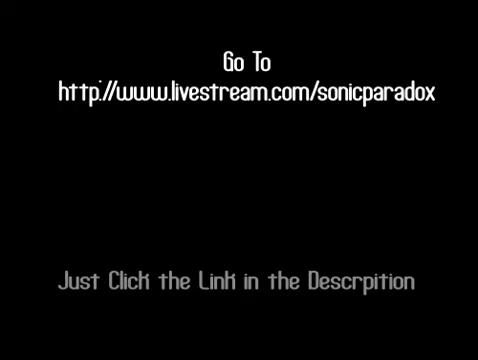 Go To
http://www.livestream.com/sonicparadox
Just Click the Link in the Descrpition